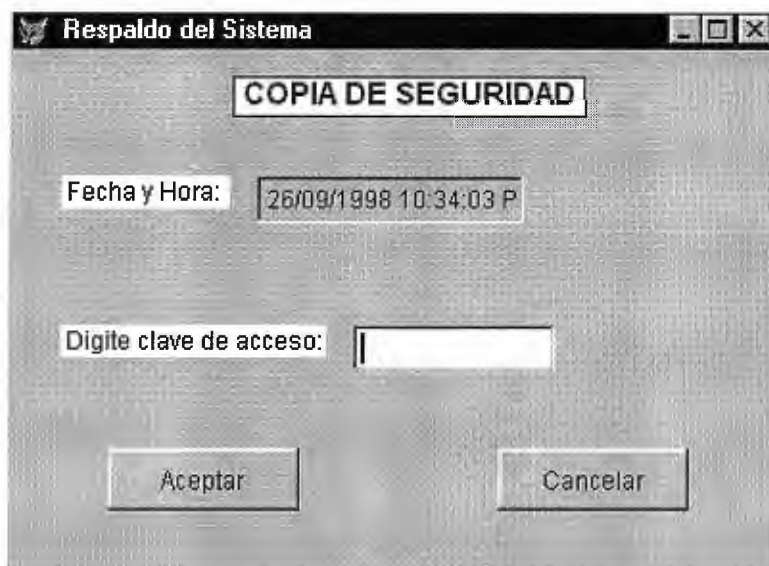 Respaldo del Sistema
COPIA DE SEGURIDAD
Fecha y Hora: 26/09/1998 10:34:03 P
Digite clave de acceso:
Aceptar Cancelar